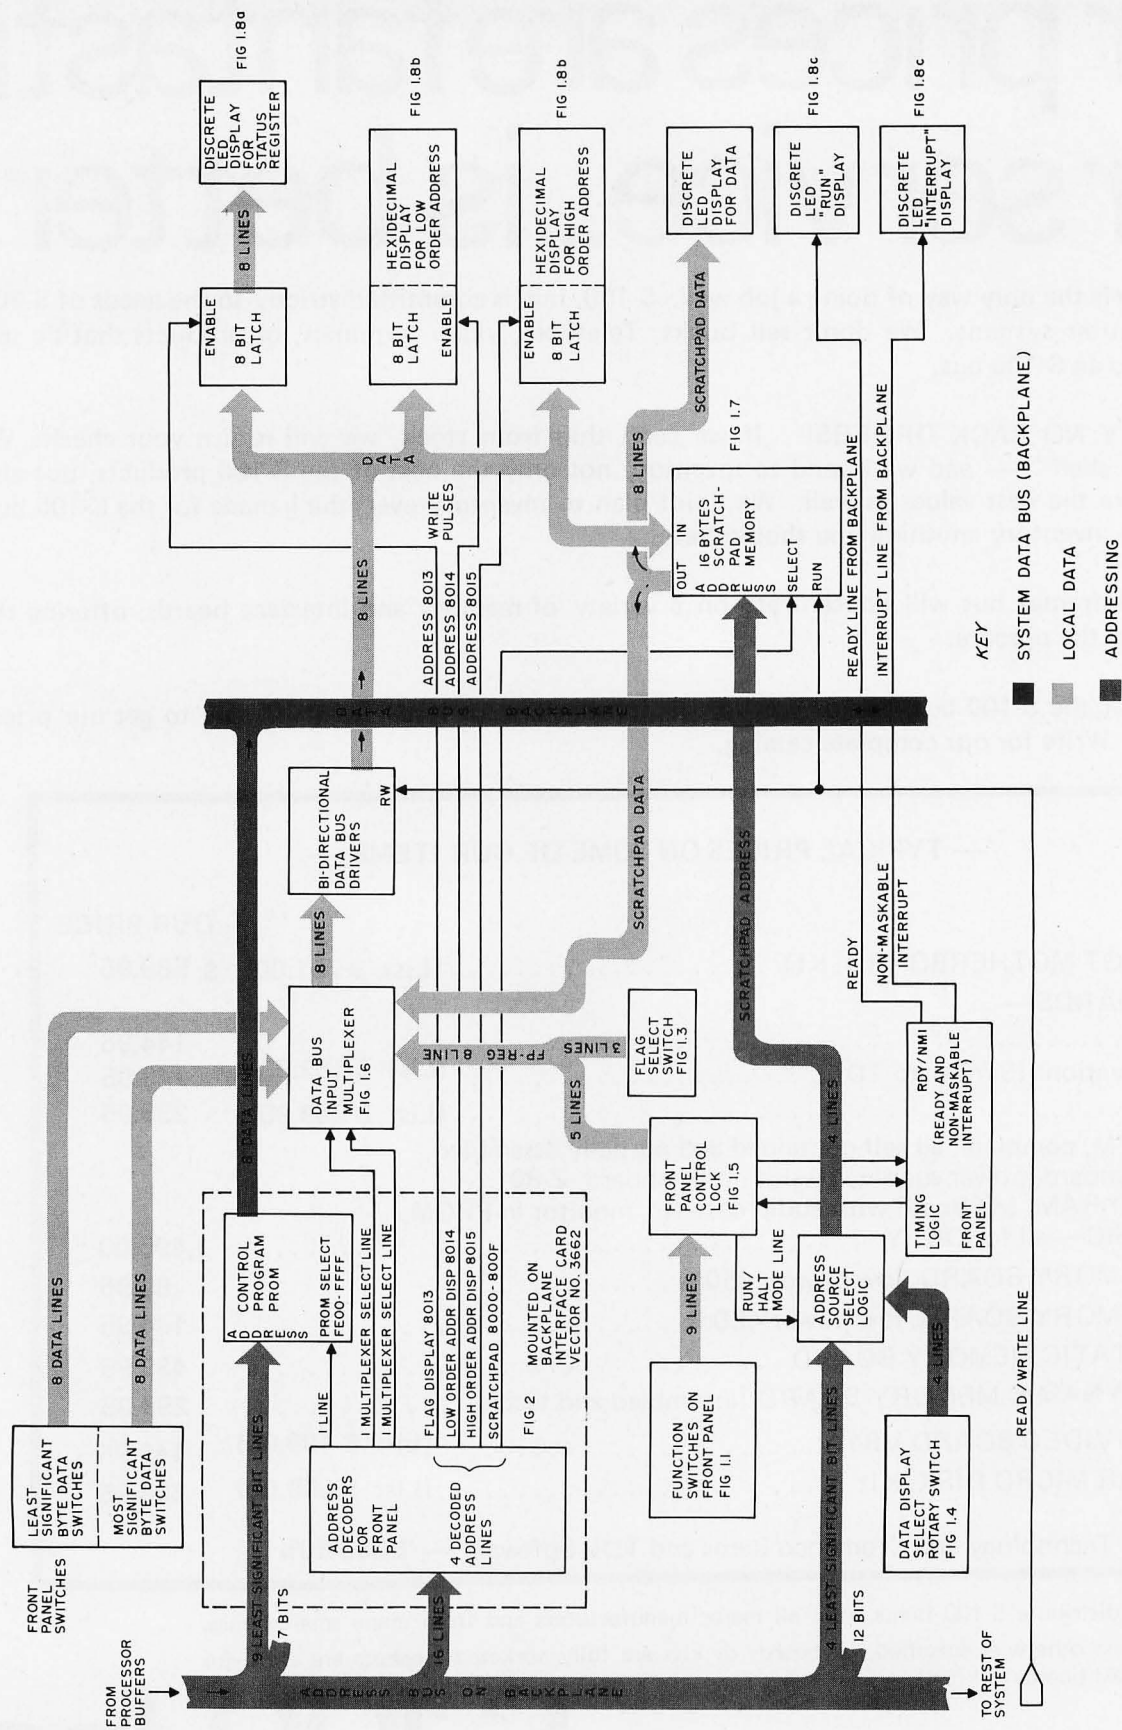 FROM
PROCESSOR
BUFFERS
FRONT
PANEL
SWITCHES
LEAST
SIGNIFICANT
BYTE DATA
SWITCHES
MOST
SIGNIFICANT
BYTE DATA
SWITCHES
8 DATA LINES
8 DATA LINES
ADDRESS BUS ON BACKPLANE
9 LEAST SIGNIFICANT BIT LINES
7 BITS
16 LINES
4 LEAST SIGNIFICANT BIT LINES
12 BITS
TO REST OF
SYSTEM
ADDRESS
DECODERS
FOR
FRONT
PANEL
4 DECODED
ADDRESS
LINES
1 LINE
1 MULTIPLEXER SELECT LINE
1 MULTIPLEXER SELECT LINE
FLAG DISPLAY 8013
LOW ORDER ADDR DISP 8014
HIGH ORDER ADDR DISP 8015
SCRATCHPAD 8000-800F
FIG 2
MOUNTED ON
BACKPLANE
INTERFACE CARD
VECTOR NO. 3662
ADDRESS
CONTROL
PROGRAM
PROM
PROM SELECT
FE00-FFFF
8 DATA LINES
DATA BUS
INPUT
MULTIPLEXER
FIG 1.6
8 LINES
BI-DIRECTIONAL
DATA BUS
DRIVERS
RW
DATA BUS BACKPLANE
8 LINES
DATA
ADDRESS 8013
ADDRESS 8014
ADDRESS 8015
WRITE
PULSES
ENABLE
8 BIT
LATCH
8 LINES
DISCRETE
LED
DISPLAY
FOR
STATUS
REGISTER
FIG 1.8a
8 BIT
LATCH
ENABLE
HEXIDECIMAL
DISPLAY
FOR LOW
ORDER ADDRESS
FIG 1.8b
ENABLE
8 BIT
LATCH
HEXIDECIMAL
DISPLAY
FOR HIGH
ORDER ADDRESS
FIG 1.8b
FUNCTION
SWITCHES ON
FRONT PANEL
FIG 1.1
9 LINES
FRONT
PANEL
CONTROL
LOCK
FIG 1.5
5 LINES
FLAG
SELECT
SWITCH
FIG 1.3
3 LINES
FP-REG 8 LINE
SCRATCHPAD DATA
8 LINES
SCRATCHPAD DATA
DISCRETE
LED
DISPLAY
FOR DATA
OUT IN
ADDRESS
16 BYTES
SCRATCH-
PAD
MEMORY
SELECT
RUN
FIG 1.7
RUN/
HALT
MODE LINE
ADDRESS
SOURCE
SELECT
LOGIC
4 LINES
SCRATCHPAD ADDRESS
DATA DISPLAY
SELECT
ROTARY SWITCH
FIG 1.4
4 LINES
TIMING
LOGIC
FRONT
PANEL
RDY/NMI
(READY AND
NON-MASKABLE
INTERRUPT)
READY
NON-MASKABLE
INTERRUPT
READY LINE FROM BACKPLANE
INTERRUPT LINE FROM BACKPLANE
DISCRETE
LED
"RUN"
DISPLAY
FIG 1.8c
DISCRETE
LED
"INTERRUPT"
DISPLAY
FIG 1.8c
READ/WRITE LINE
KEY
SYSTEM DATA BUS (BACKPLANE)
LOCAL DATA
ADDRESSING